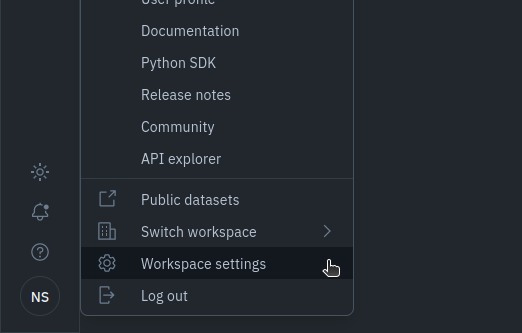 User profile
Documentation
Python SDK
Release notes
Community
API explorer
Public datasets
Switch workspace
Workspace settings
Log out
NS